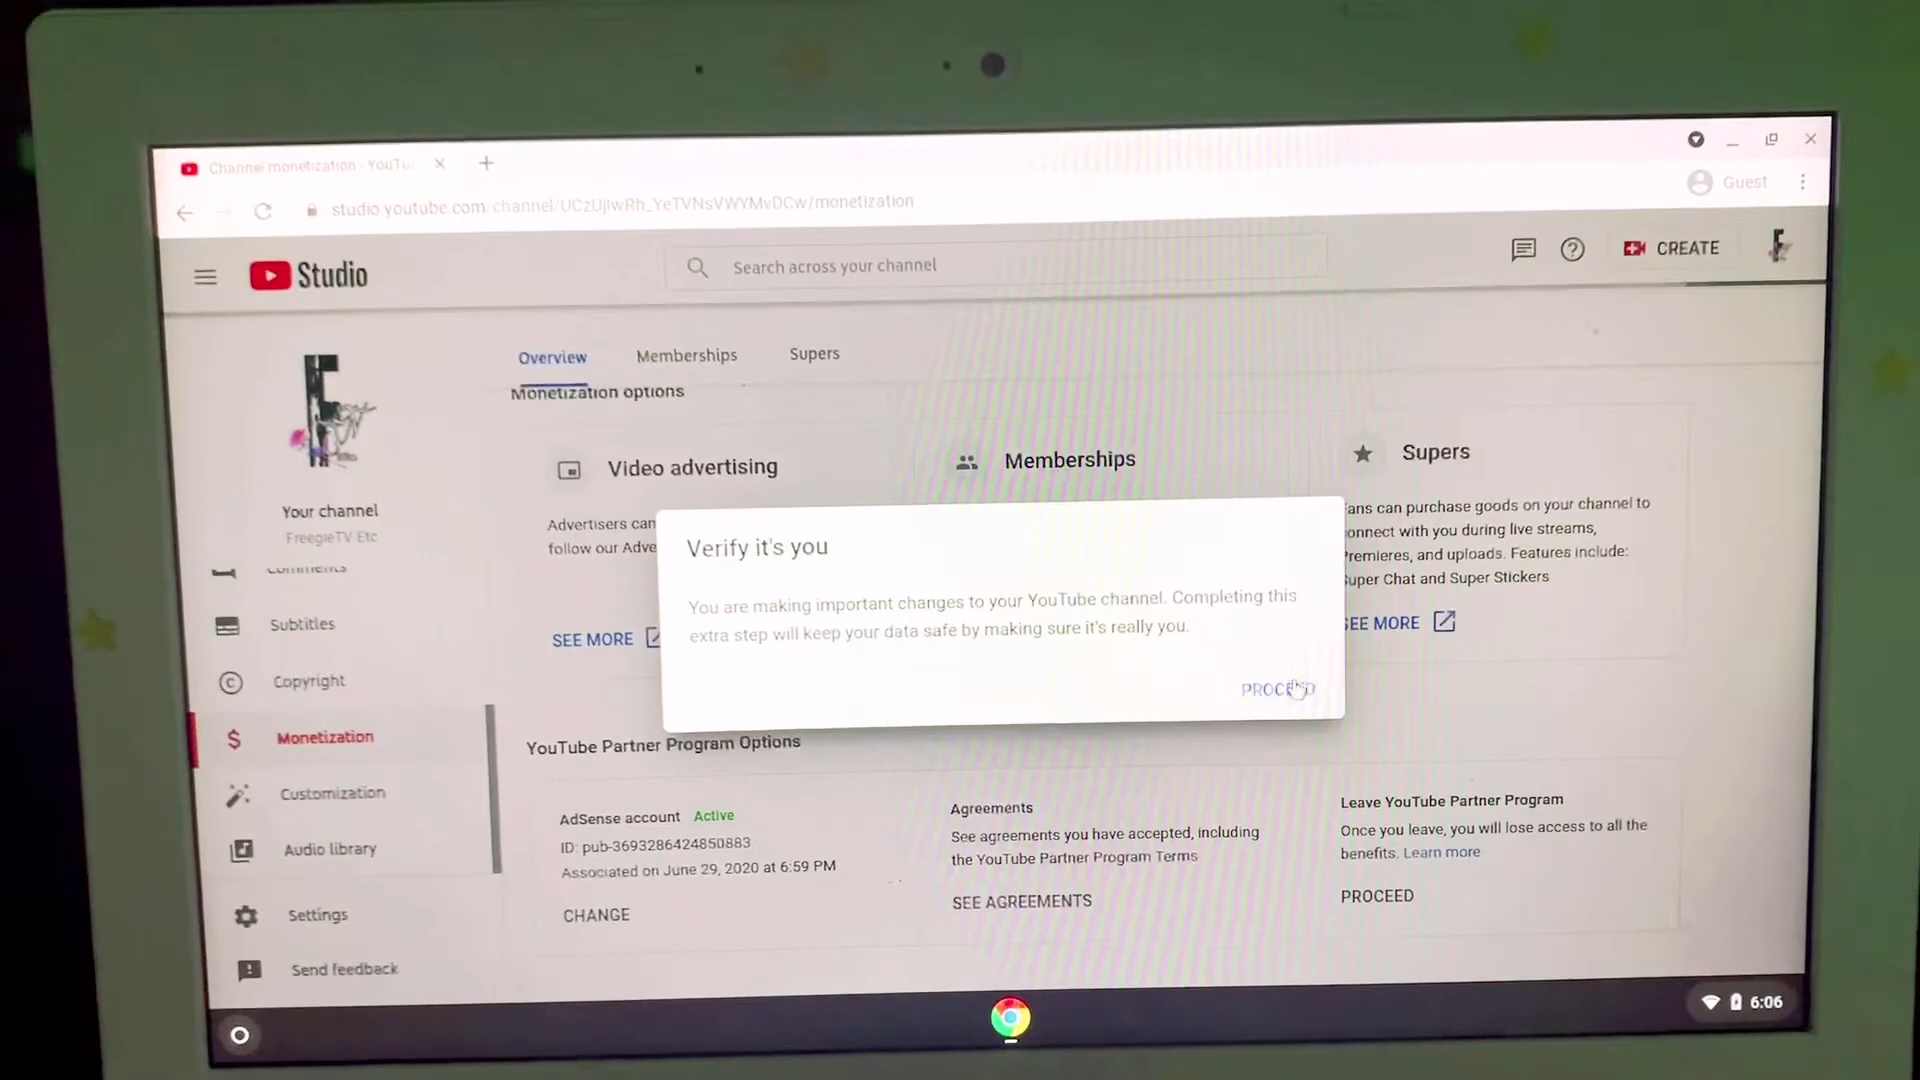 Channel monetization - YouTu
Guest
studio.youtube.com/channel/UCzUjIwRh_YeTVNsVWYMvDCw/monetization
Studio
Search across your channel
CREATE
Overview
Memberships
Supers
Monetization options
Your channel
FreegieTV Etc
Comments
Subtitles
Copyright
Monetization
Customization
Audio library
Settings
Send feedback
Video advertising
Advertisers can
follow our Adve
SEE MORE
Memberships
Supers
ans can purchase goods on your channel to
onnect with you during live streams,
remieres, and uploads. Features include:
uper Chat and Super Stickers
SEE MORE
Verify it's you
You are making important changes to your YouTube channel. Completing this
extra step will keep your data safe by making sure it's really you.
PROCEED
YouTube Partner Program Options
AdSense account Active
ID: pub-3693286424850883
Associated on June 29, 2020 at 6:59 PM
CHANGE
Agreements
See agreements you have accepted, including
the YouTube Partner Program Terms
SEE AGREEMENTS
Leave YouTube Partner Program
Once you leave, you will lose access to all the
benefits. Learn more
PROCEED
6:06